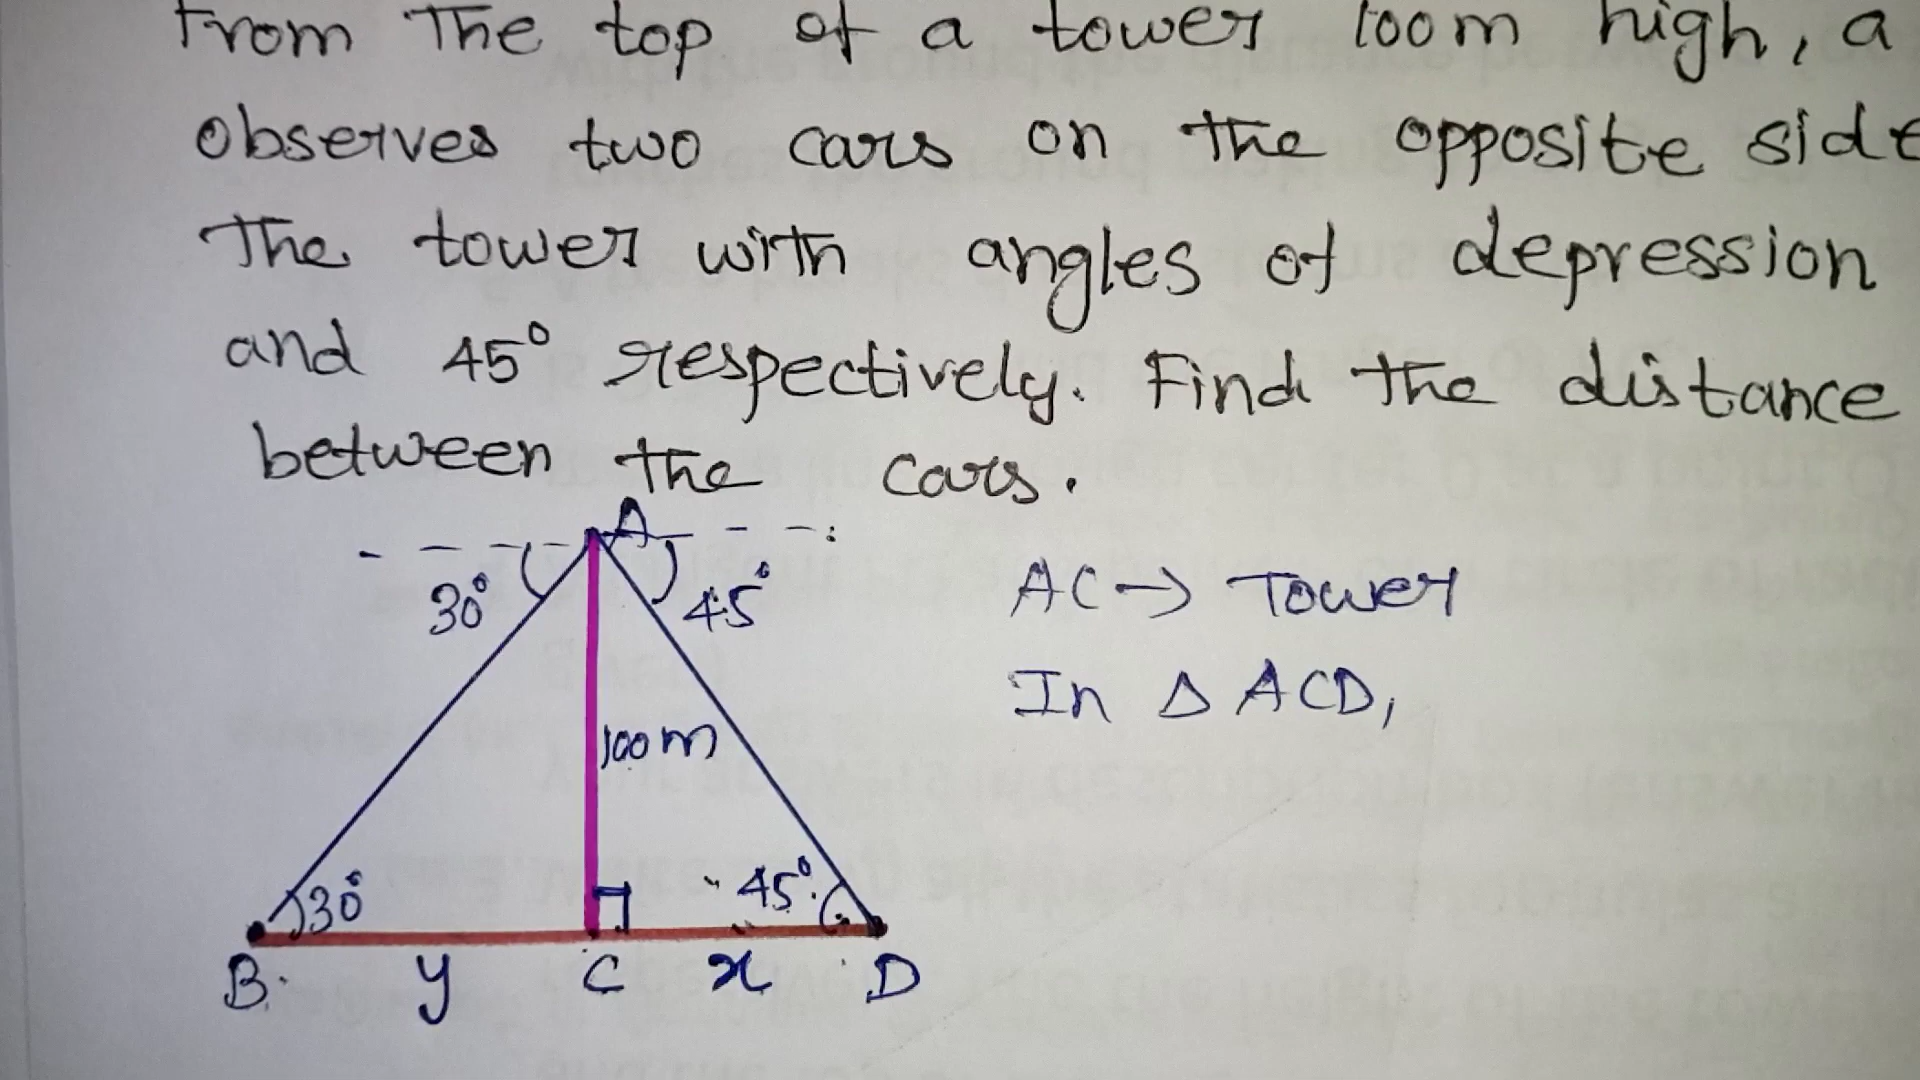 From The top of a tower 100m high, a
observes two cars on the opposite side
The tower with angles of depression
and 45° respectively. Find the distance
between the cars.
A
30° 45°
AC → Tower
In Δ ACD,
100m
30° 45°
B y C x D